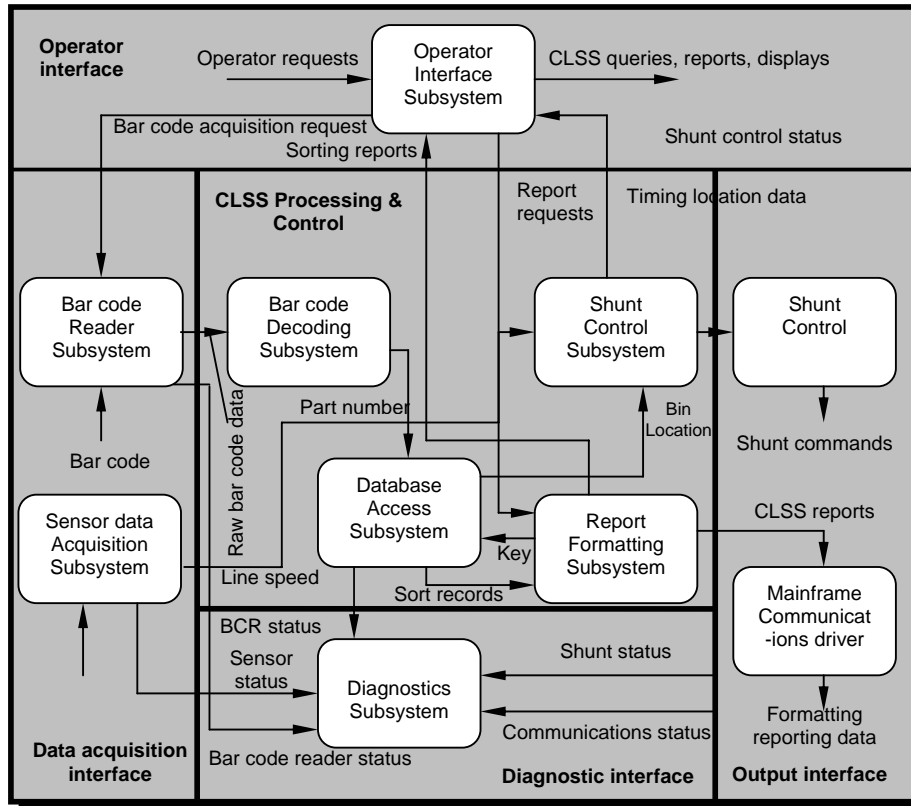 Operator
interface
Operator requests
Operator
Interface
Subsystem
CLSS queries, reports, displays
Bar code acquisition request
Sorting reports
Shunt control status
CLSS Processing &
Control
Report
requests
Timing location data
Bar code
Reader
Subsystem
Bar code
Decoding
Subsystem
Shunt
Control
Subsystem
Shunt
Control
Raw bar code data
Part number
Bin
Location
Bar code
Shunt commands
Sensor data
Acquisition
Subsystem
Database
Access
Subsystem
Report
Formatting
Subsystem
CLSS reports
Key
Line speed
Sort records
Mainframe
Communicat
-ions driver
BCR status
Sensor
status
Diagnostics
Subsystem
Shunt status
Communications status
Formatting
reporting data
Bar code reader status
Data acquisition
interface
Diagnostic interface
Output interface